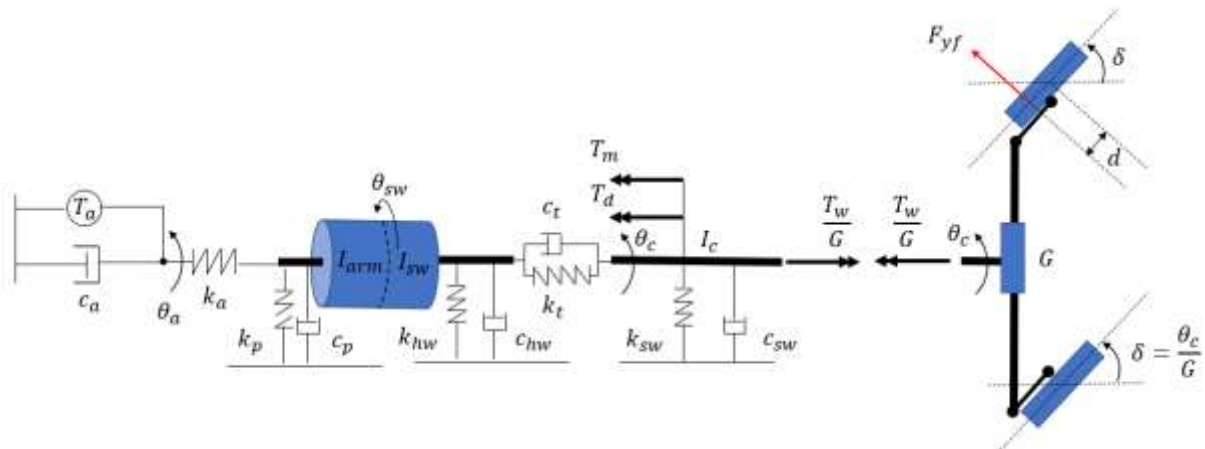 T_a
c_a
θ_a
k_a
k_p
c_p
I_arm
θ_sw
I_sw
k_hw
c_hw
c_t
k_t
T_m
T_d
θ_c
I_c
k_sw
c_sw
T_w/G
T_w/G
θ_c
G
F_yf
δ
d
δ = θ_c/G